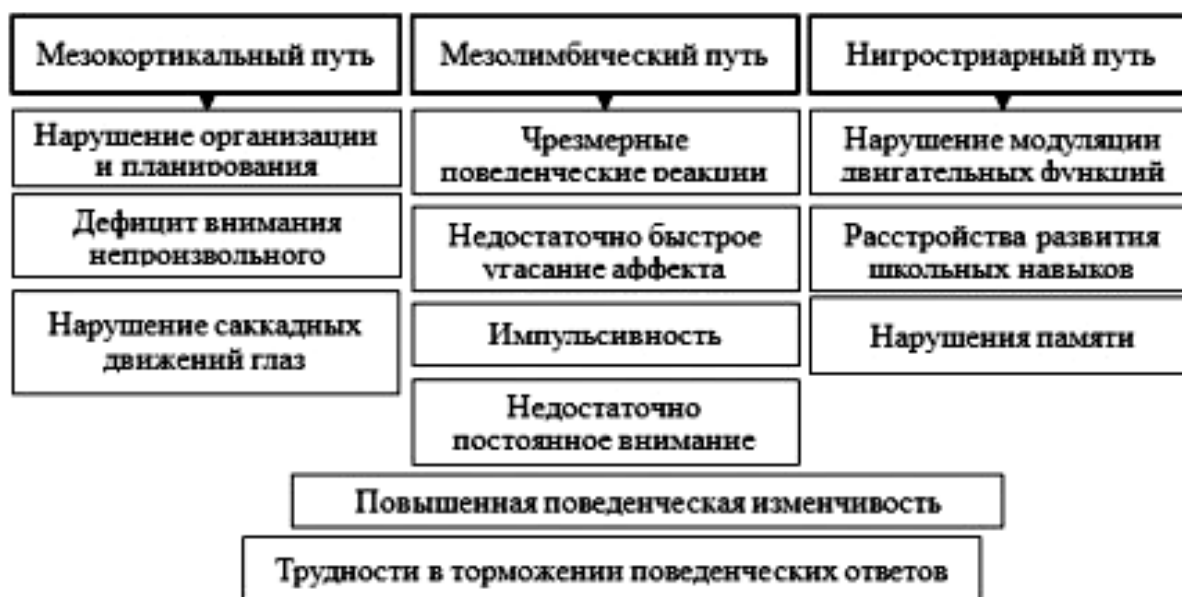 Мезокортикальный путь
Нарушение организации
и планирования
Дефицит внимания
непроизвольного
Нарушение саккадных
движений глаз
Мезолимбический путь
Чрезмерные
поведенческие реакции
Недостаточно быстрое
угасание аффекта
Импульсивность
Недостаточно
постоянное внимание
Нигростриарный путь
Нарушение модуляции
двигательных функций
Расстройства развития
школьных навыков
Нарушения памяти
Повышенная поведенческая изменчивость
Трудности в торможении поведенческих ответов